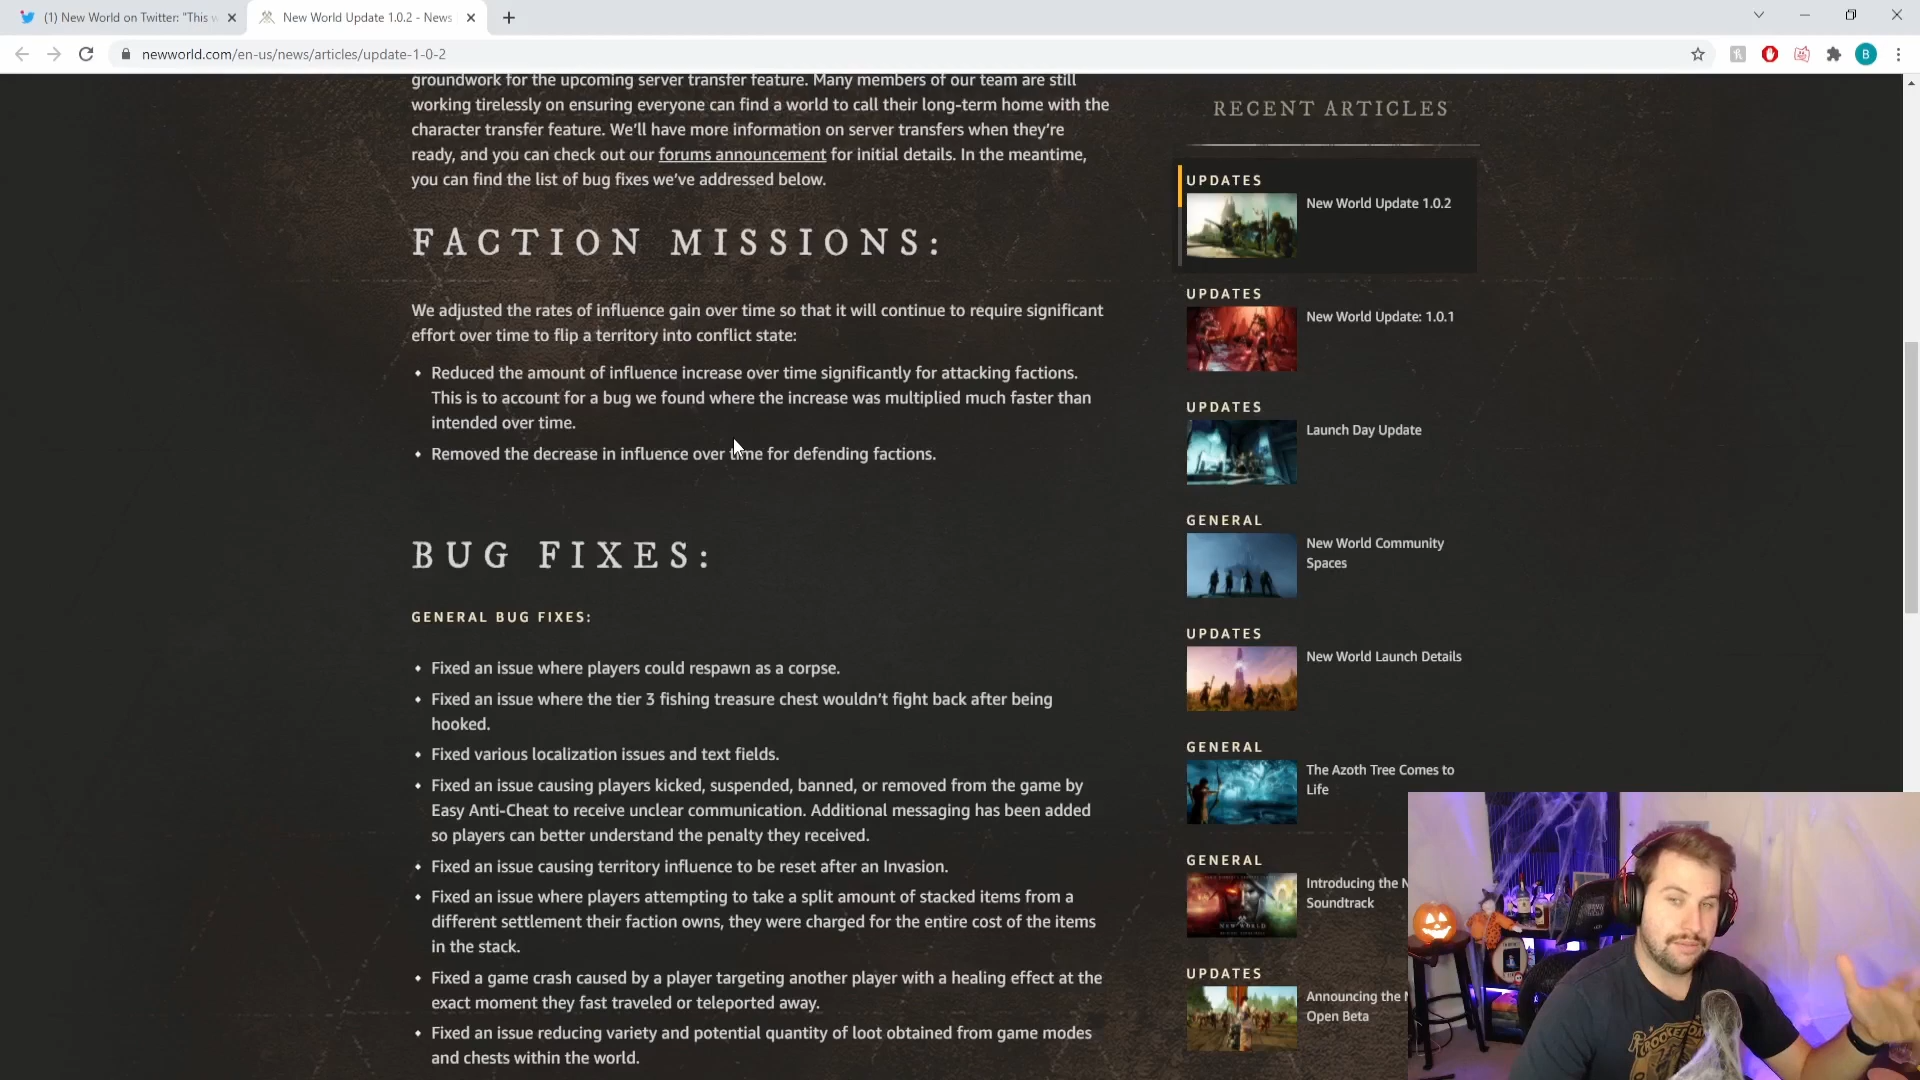 (1) New World on Twitter: "This w
New World Update 1.0.2 - News
newworld.com/en-us/news/articles/update-1-0-2
B
groundwork for the upcoming server transfer feature. Many members of our team are still
working tirelessly on ensuring everyone can find a world to call their long-term home with the
character transfer feature. We'll have more information on server transfers when they're
ready, and you can check out our forums announcement for initial details. In the meantime,
you can find the list of bug fixes we've addressed below.
FACTION MISSIONS:
We adjusted the rates of influence gain over time so that it will continue to require significant
effort over time to flip a territory into conflict state:
• Reduced the amount of influence increase over time significantly for attacking factions.
This is to account for a bug we found where the increase was multiplied much faster than
intended over time.
• Removed the decrease in influence over time for defending factions.
BUG FIXES:
GENERAL BUG FIXES:
• Fixed an issue where players could respawn as a corpse.
• Fixed an issue where the tier 3 fishing treasure chest wouldn't fight back after being
hooked.
• Fixed various localization issues and text fields.
• Fixed an issue causing players kicked, suspended, banned, or removed from the game by
Easy Anti-Cheat to receive unclear communication. Additional messaging has been added
so players can better understand the penalty they received.
• Fixed an issue causing territory influence to be reset after an Invasion.
• Fixed an issue where players attempting to take a split amount of stacked items from a
different settlement their faction owns, they were charged for the entire cost of the items
in the stack.
• Fixed a game crash caused by a player targeting another player with a healing effect at the
exact moment they fast traveled or teleported away.
• Fixed an issue reducing variety and potential quantity of loot obtained from game modes
and chests within the world.
RECENT ARTICLES
UPDATES
New World Update 1.0.2
UPDATES
New World Update: 1.0.1
UPDATES
Launch Day Update
GENERAL
New World Community
Spaces
UPDATES
New World Launch Details
GENERAL
The Azoth Tree Comes to
Life
GENERAL
Introducing the N
Soundtrack
NEW WORLD
UPDATES
Announcing the N
Open Beta